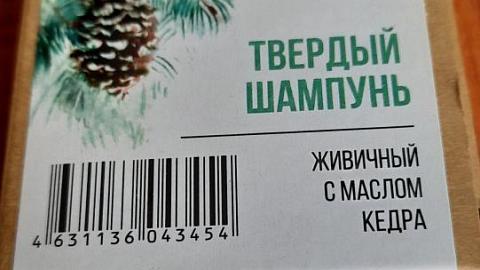 ТВЕРДЫЙ
ШАМПУНЬ
ЖИВИЧНЫЙ
С МАСЛОМ
КЕДРА
4 631136 043454